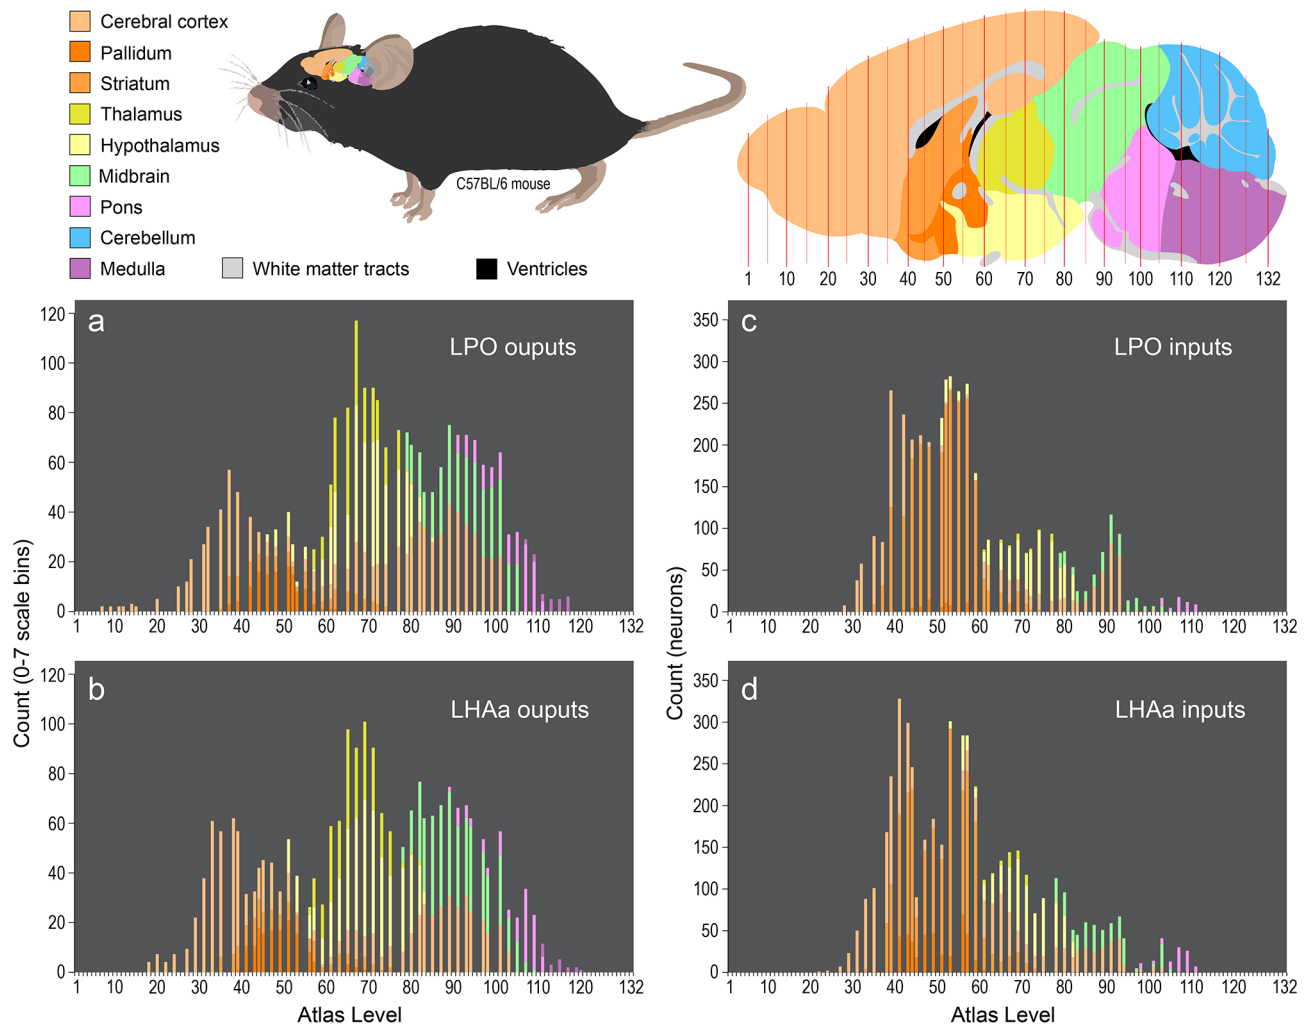 Cerebral cortex
Pallidum
Striatum
Thalamus
Hypothalamus
Midbrain
Pons
Cerebellum
Medulla
White matter tracts
Ventricles
C57BL/6 mouse
1 10 20 30 40 50 60 70 80 90 100 110 120 132
a
LPO ouputs
120
100
80
60
40
20
0
1 10 20 30 40 50 60 70 80 90 100 110 120 132
c
LPO inputs
350
300
250
200
150
100
50
0
1 10 20 30 40 50 60 70 80 90 100 110 120 132
Count (0-7 scale bins)
Count (neurons)
b
LHAa ouputs
120
100
80
60
40
20
0
1 10 20 30 40 50 60 70 80 90 100 110 120 132
Atlas Level
d
LHAa inputs
350
300
250
200
150
100
50
0
1 10 20 30 40 50 60 70 80 90 100 110 120 132
Atlas Level